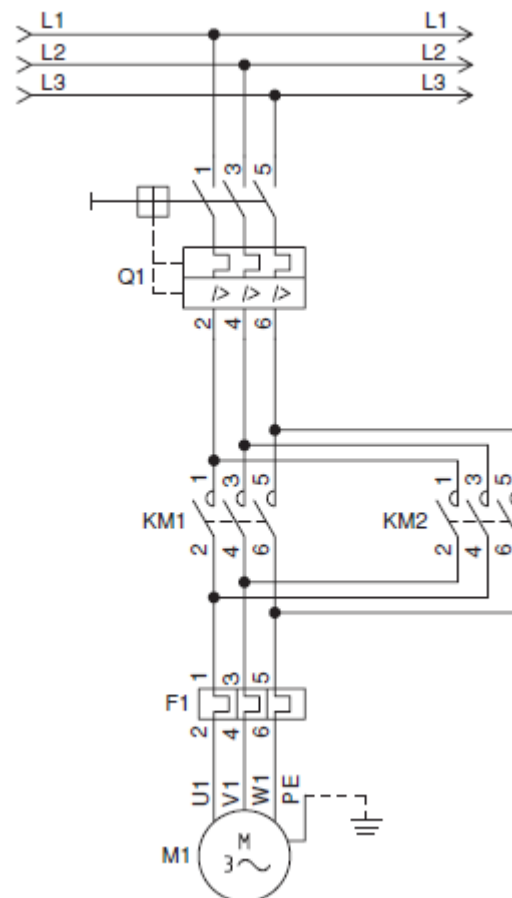 L1 L1
L2 L2
L3 L3
1 3 5
Q1
I> I> I>
2 4 6
1 3 5 1 3 5
KM1 KM2
2 4 6 2 4 6
1 3 5
F1
2 4 6
U1 V1 W1 PE
M1
M
3 ~